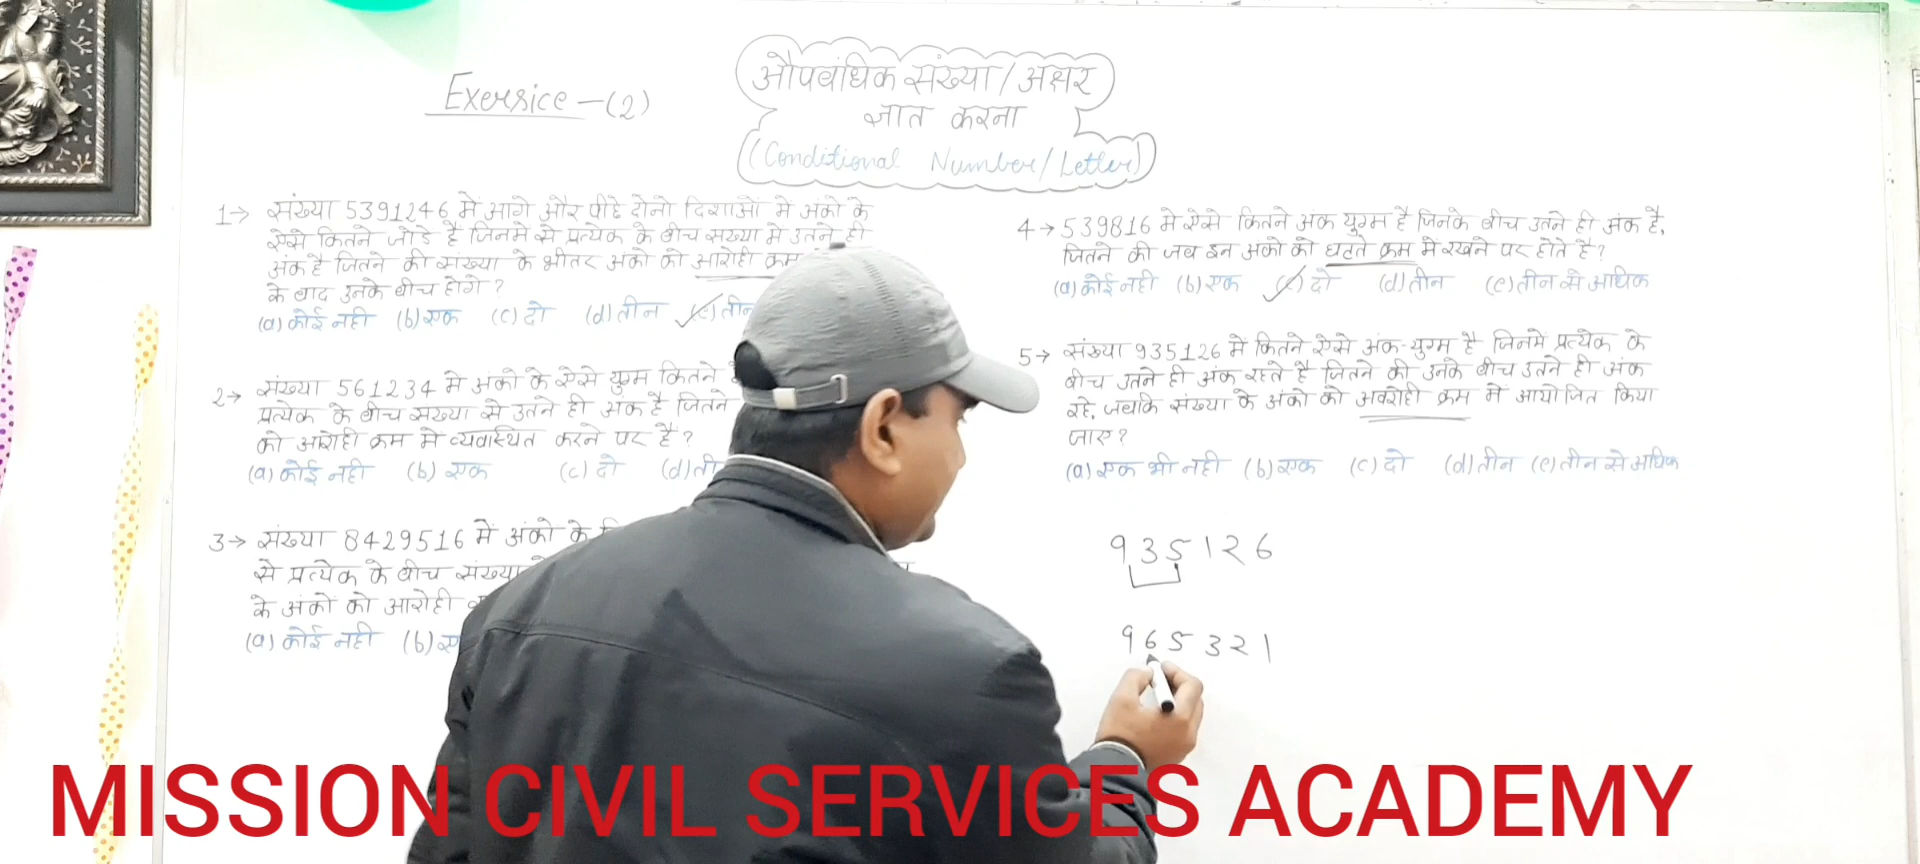 Exersice-(2)
औपबंधिक संख्या/अक्षर
ज्ञात करना
(Conditional Number/Letter)
1→ संख्या 5391246 में आगे और पीछे दोनो दिशाओं में अंको के
ऐसे कितने जोडे है जिनमें से प्रत्येक के बीच संख्या में उतने ही
अंक है जितने की संख्या के भीतर अंको को आरोही क्रम
के बाद उनके बीच होगे?
(a) कोई नही (b) एक (c) दो (d) तीन (e) तीन
2→ संख्या 561234 में अंको के ऐसे युग्म कितने
प्रत्येक के बीच संख्या से उतने ही अंक है जितने
को आरोही क्रम में व्यवस्थित करने पर है?
(a) कोई नही (b) एक (c) दो (d) ती
3→ संख्या 8429516 में अंको के
से प्रत्येक के बीच संख्या
के अंको को आरोही
(a) कोई नही (b) ए
4→ 539816 मे ऐसे कितने अंक युग्म है जिनके बीच उतने ही अंक है,
जितने की जब इन अंको को घटते क्रम में रखने पर होते है?
(a) कोई नही (b) एक (c) दो (d) तीन (e) तीन से अधिक
5→ संख्या 935126 में कितने ऐसे अंक-युग्म है जिनमें प्रत्येक के
बीच उतने ही अंक रहते है जितने की उनके बीच उतने ही अंक
रहे, जबकि संख्या के अंको को अवरोही क्रम में आयोजित किया
जाए?
(a) एक भी नही (b) एक (c) दो (d) तीन (e) तीन से अधिक
935126
965321
MISSION CIVIL SERVICES ACADEMY